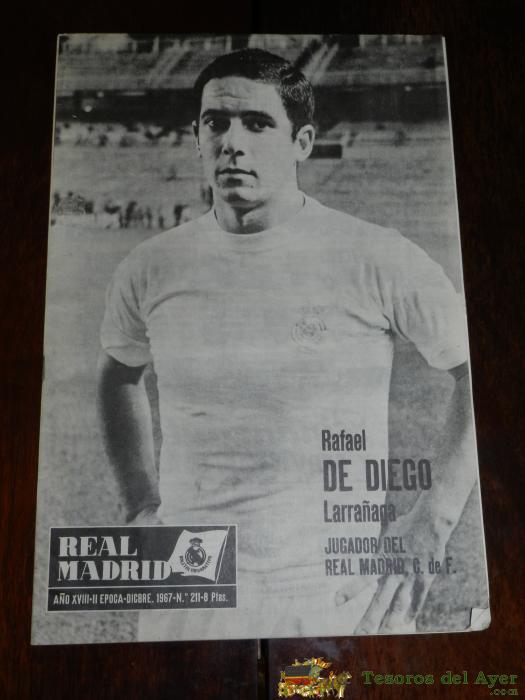 Rafael
DE DIEGO
Larrañaga
JUGADOR DEL
REAL MADRID, C. de F.
REAL
MADRID
AÑO XVIII-II EPOCA-DICBRE. 1967-N.° 211-8 Ptas.
Tesoros del Ayer
.com